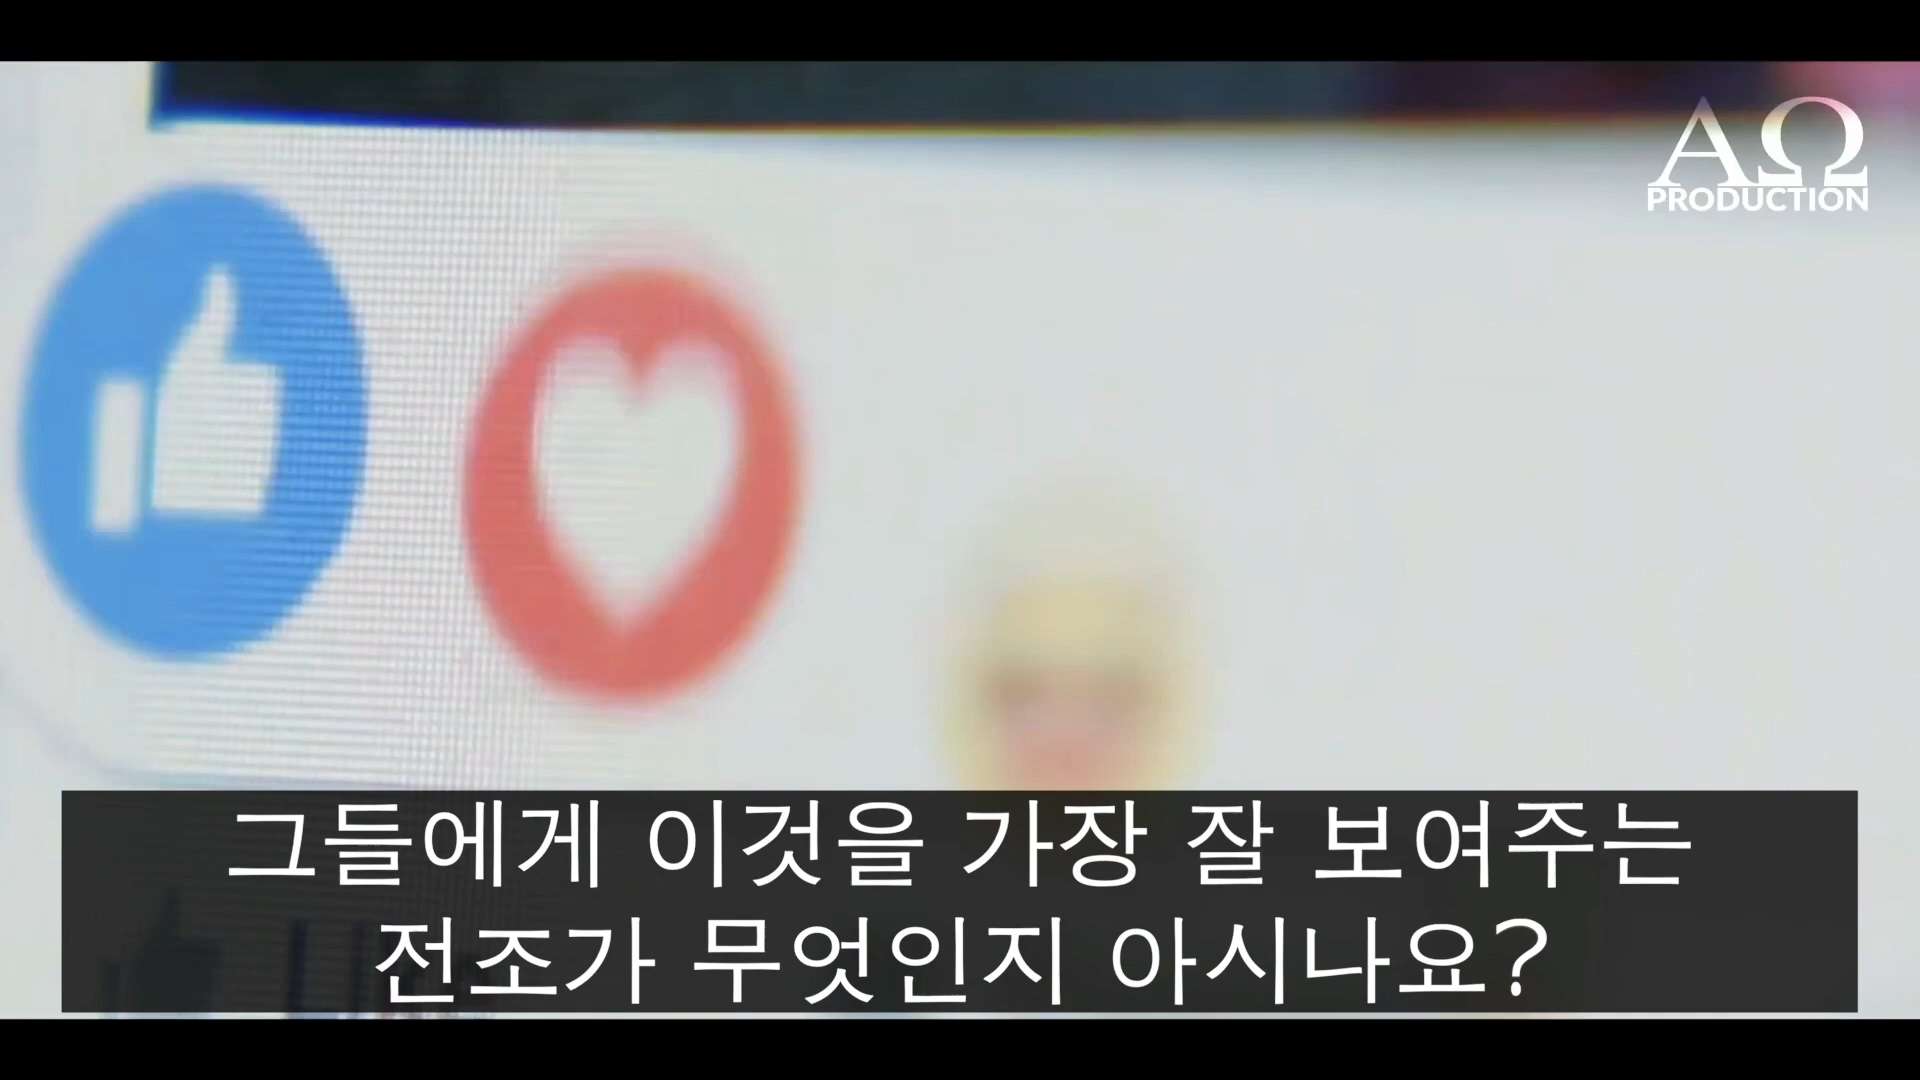 ΑΩ
PRODUCTION
그들에게 이것을 가장 잘 보여주는
전조가 무엇인지 아시나요?